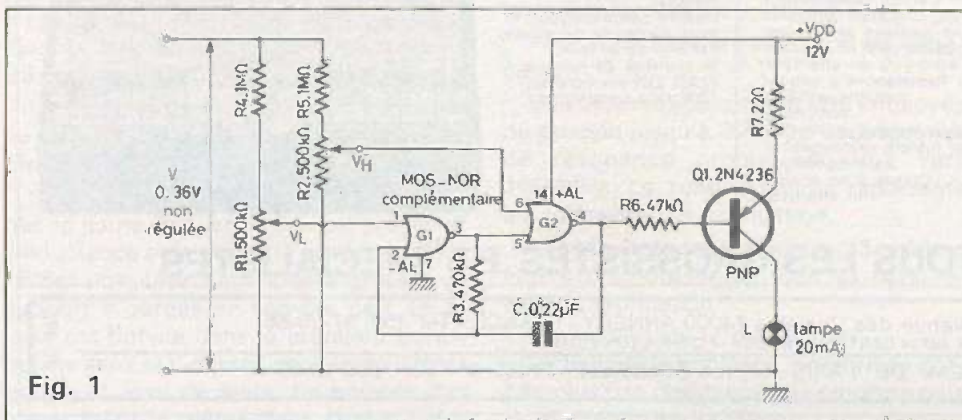 +VDD
12V
R4.1MΩ
R5.1MΩ
R7.22Ω
R2.500kΩ
VH
V
0.36V
non
régulée
MOS-NOR
complémentaire
14 +AL
6
G2
4
5
R6.47kΩ
Q1.2N4236
PNP
R1.500kΩ
VL
1
G1
3
2
-AL
7
R3.470kΩ
C.0,22µF
L
lampe
20mA
Fig. 1